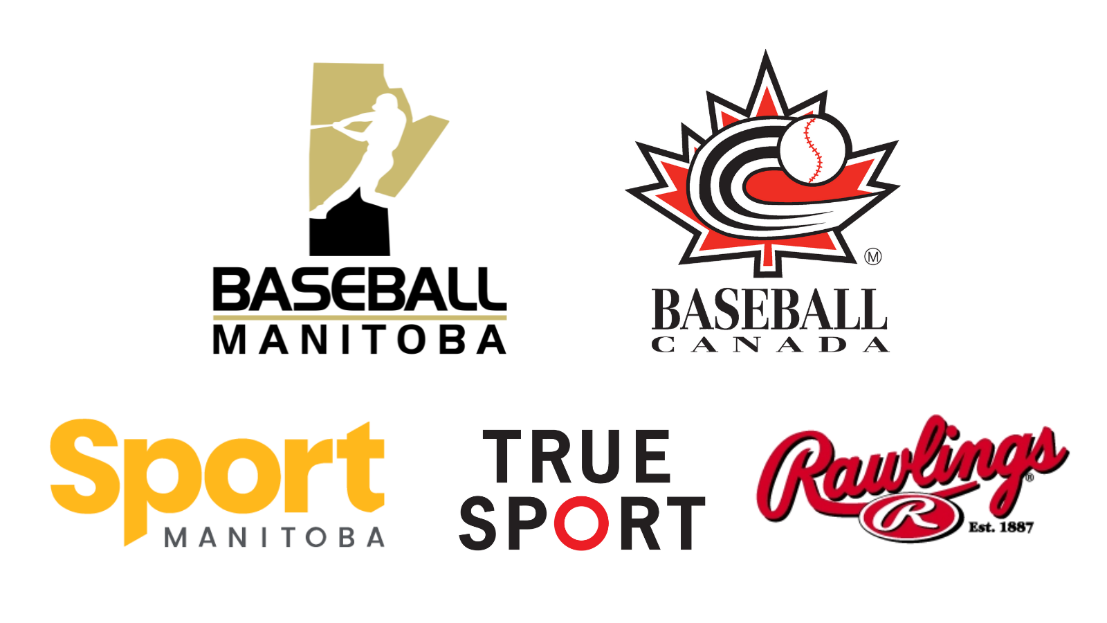 BASEBALL
MANITOBA
M
BASEBALL
CANADA
Sport
MANITOBA
TRUE
SPORT
Rawlings®
R
Est. 1887